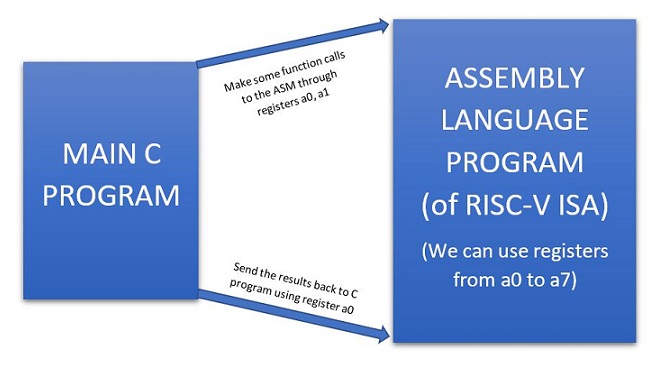 MAIN C
PROGRAM
Make some function calls
to the ASM through
registers a0, a1
Send the results back to C
program using register a0
ASSEMBLY
LANGUAGE
PROGRAM
(of RISC-V ISA)
(We can use registers
from a0 to a7)